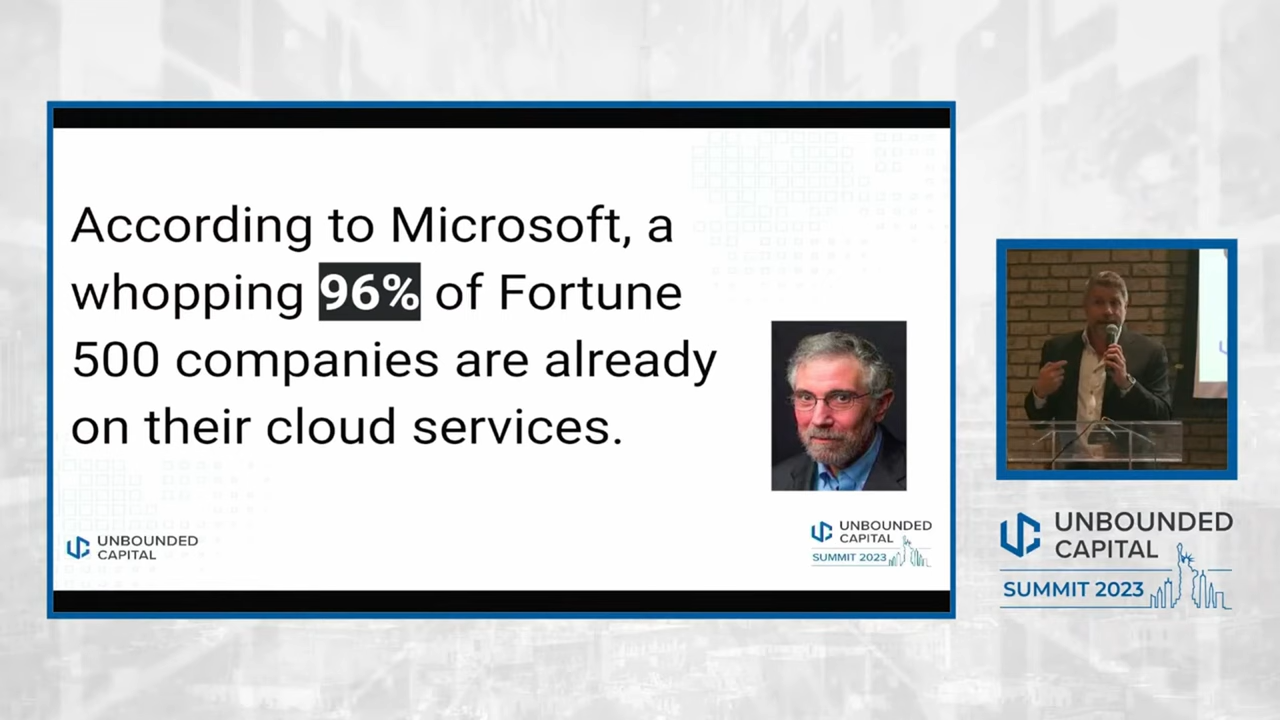 According to Microsoft, a
whopping 96% of Fortune
500 companies are already
on their cloud services.
UNBOUNDED
CAPITAL
UNBOUNDED
CAPITAL
SUMMIT 2023
UNBOUNDED
CAPITAL
SUMMIT 2023